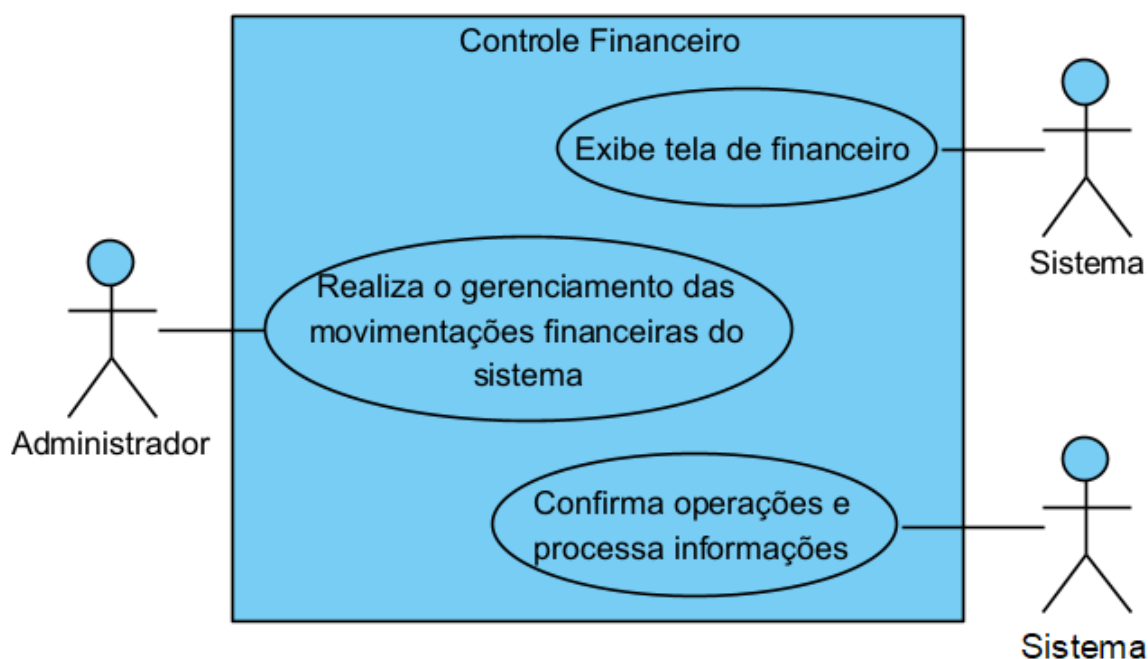 Controle Financeiro
Exibe tela de financeiro
Sistema
Realiza o gerenciamento das
movimentações financeiras do
sistema
Administrador
Confirma operações e
processa informações
Sistema